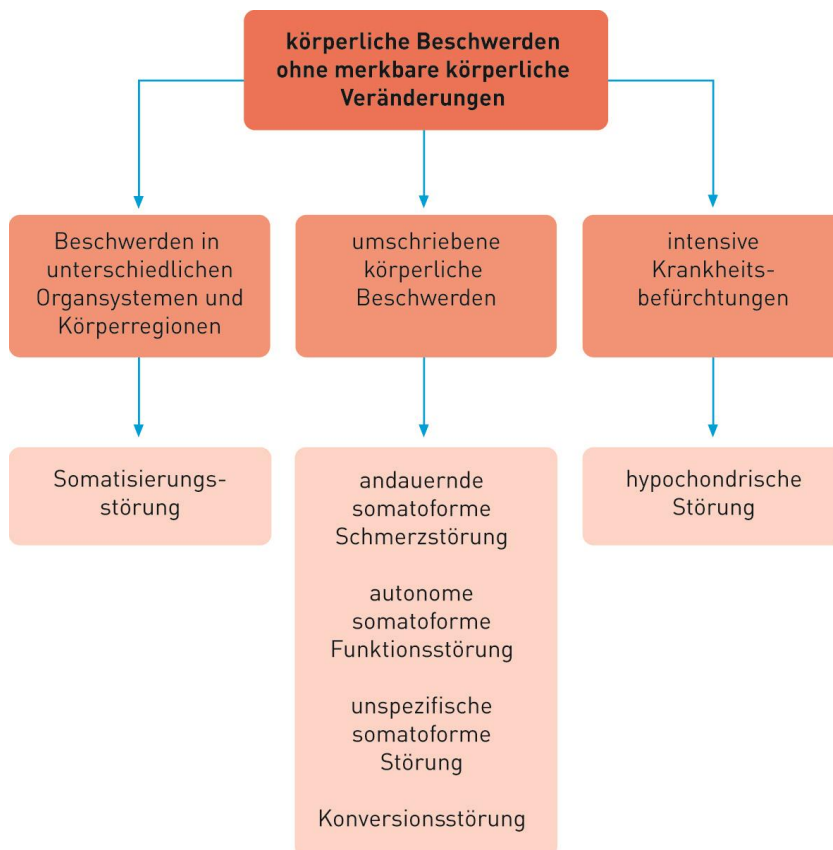 körperliche Beschwerden
ohne merkbare körperliche
Veränderungen
Beschwerden in
unterschiedlichen
Organsystemen und
Körperregionen
umschriebene
körperliche
Beschwerden
intensive
Krankheits-
befürchtungen
Somatisierungs-
störung
andauernde
somatoforme
Schmerzstörung
autonome
somatoforme
Funktionsstörung
unspezifische
somatoforme
Störung
Konversionsstörung
hypochondrische
Störung